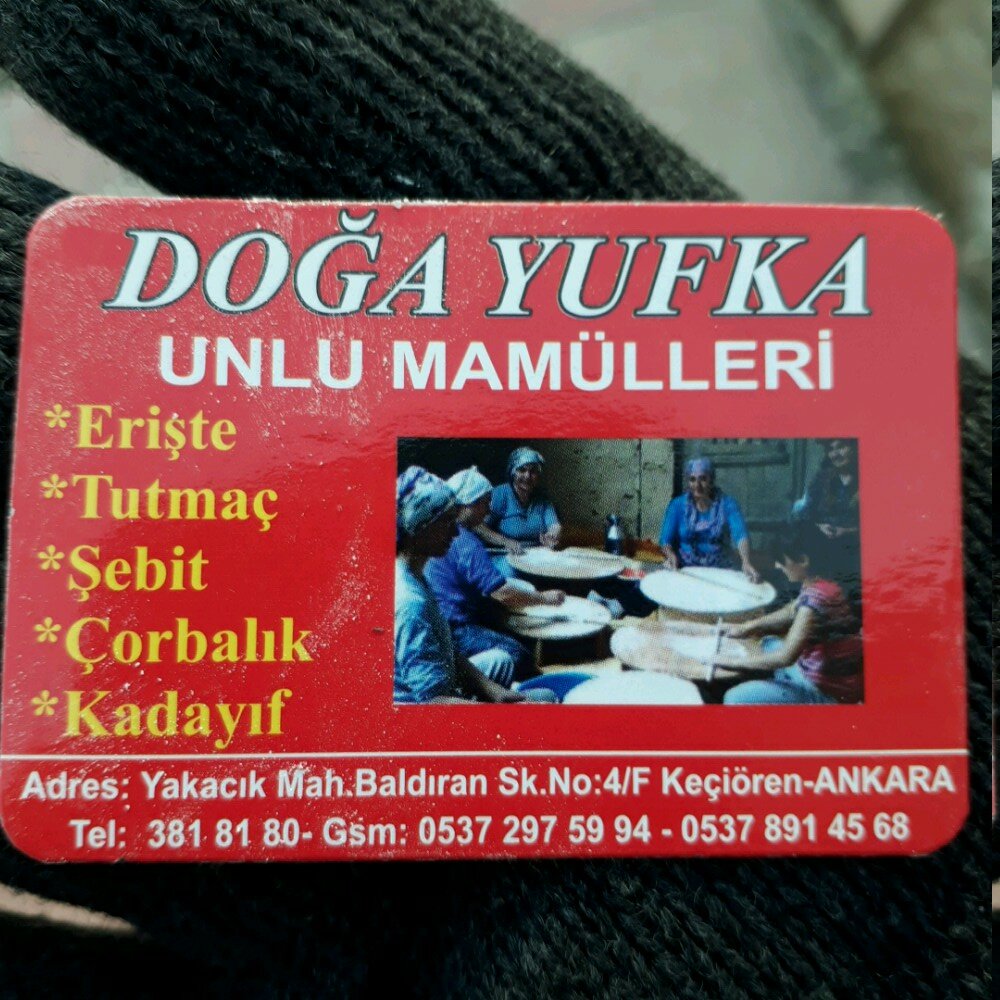 DOĞA YUFKA
UNLU MAMÜLLERİ
*Erişte
*Tutmaç
*Şebit
*Çorbalık
*Kadayıf
Adres: Yakacık Mah.Baldıran Sk.No:4/F Keçiören-ANKARA
Tel: 381 81 80- Gsm: 0537 297 59 94 - 0537 891 45 68